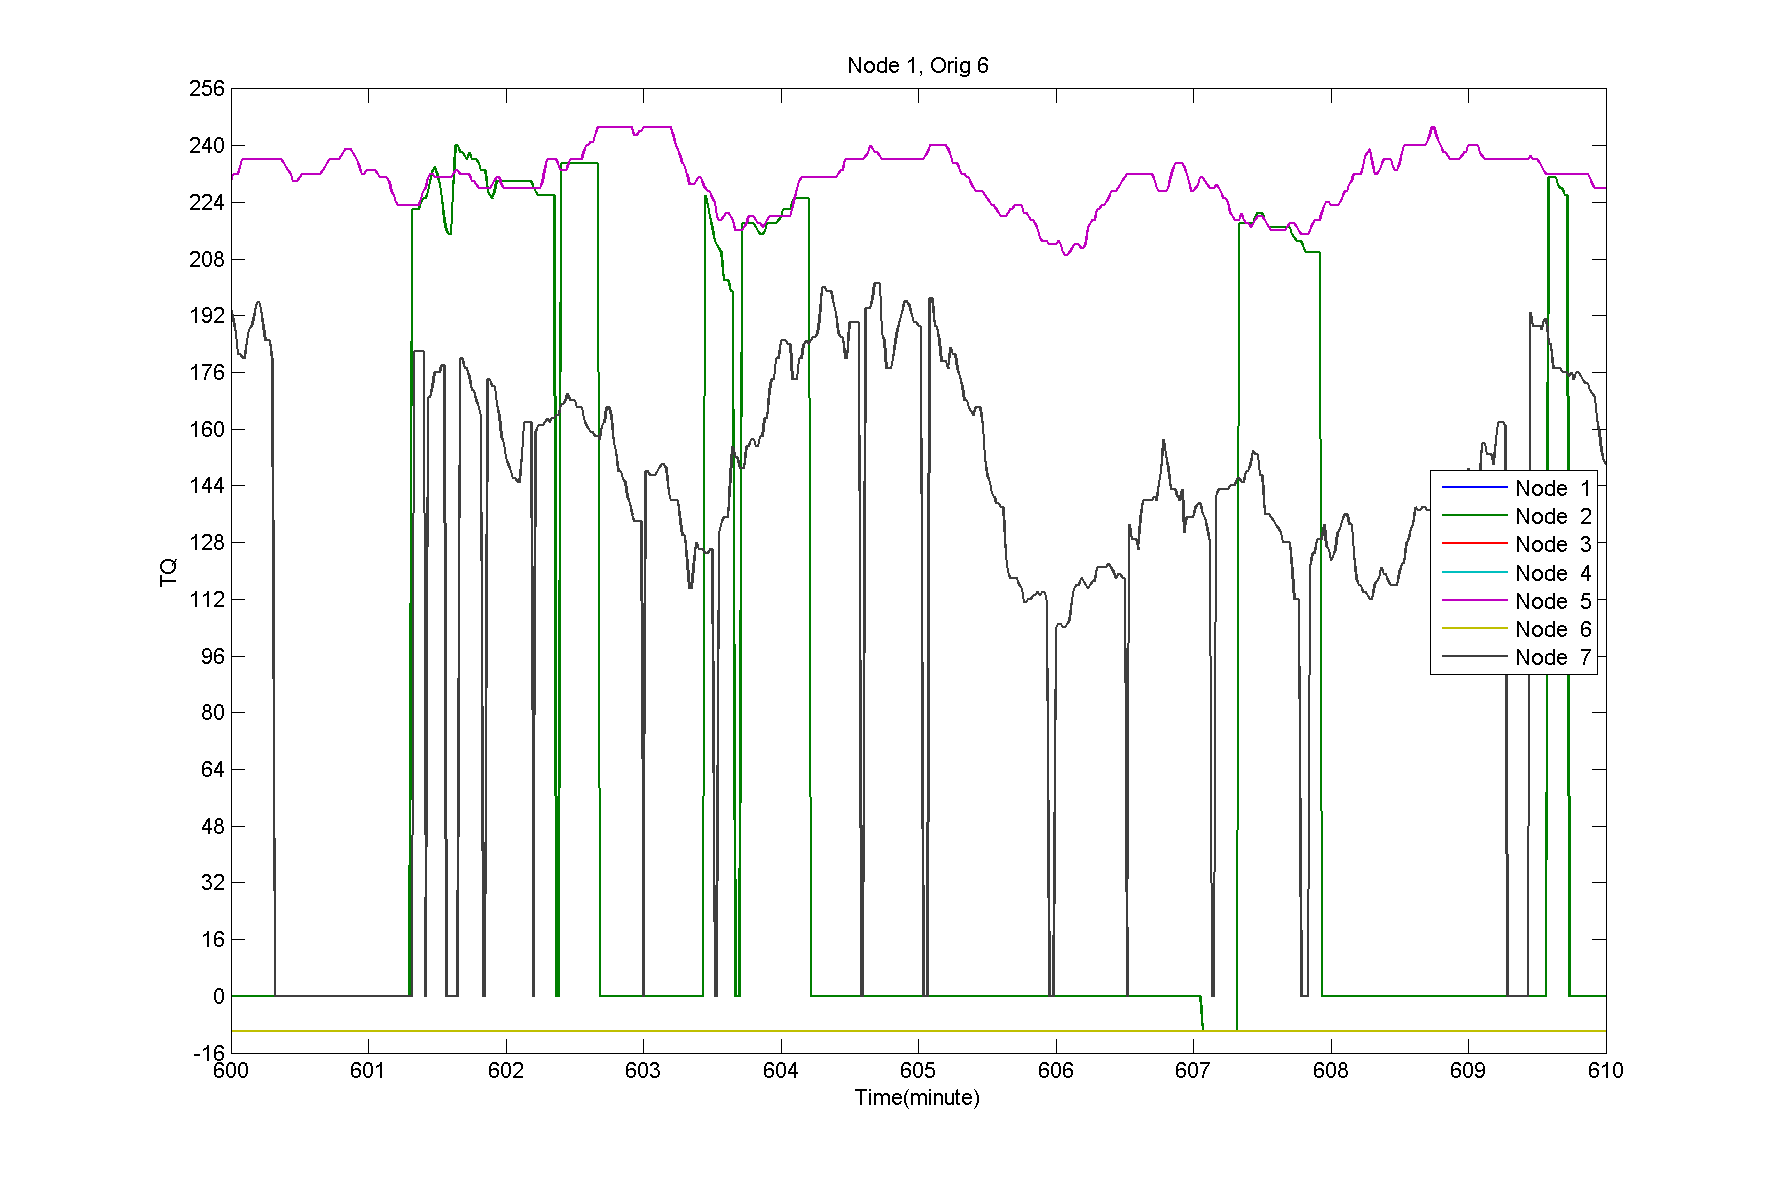 Node 1, Orig 6
256
240
224
208
192
176
160
144
128
112
96
80
64
48
32
16
0
-16
TQ
Node 1
Node 2
Node 3
Node 4
Node 5
Node 6
Node 7
600 601 602 603 604 605 606 607 608 609 610
Time(minute)